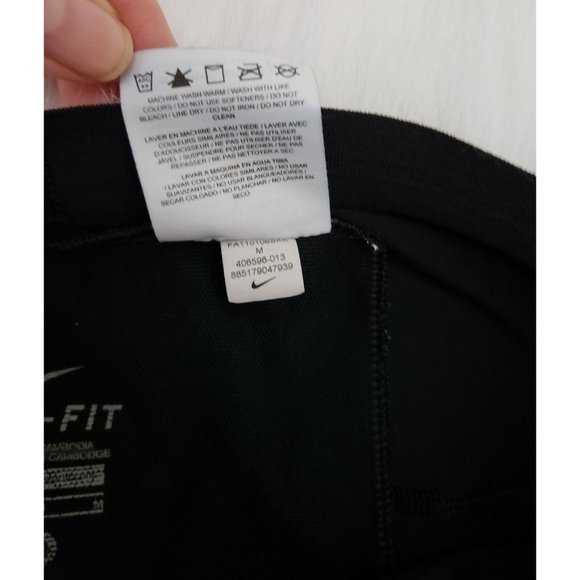 MACHINE WASH WARM / WASH WITH LIKE
COLORS / DO NOT USE SOFTENERS / DO NOT
BLEACH / LINE DRY / DO NOT IRON / DO NOT DRY
CLEAN
LAVER EN MACHINE A L'EAU TIEDE / LAVER AVEC
COULEURS SIMILAIRES / NE PAS UTILISER
D'ADOUCISSEUR / NE PAS UTILISER DE
JAVEL / SUSPENDRE POUR SECHER / NE PAS
REPASSER / NE PAS NETTOYER A SEC
LAVAR A MAQUINA EN AGUA TIBIA
/ LAVAR CON COLORES SIMILARES / NO USAR
SUAVIZANTES / NO USAR BLANQUEADORES /
SECAR COLGADO / NO PLANCHAR / NO LAVAR EN
SECO
M
406596-013
885179047939
-FIT
CAMBODGE